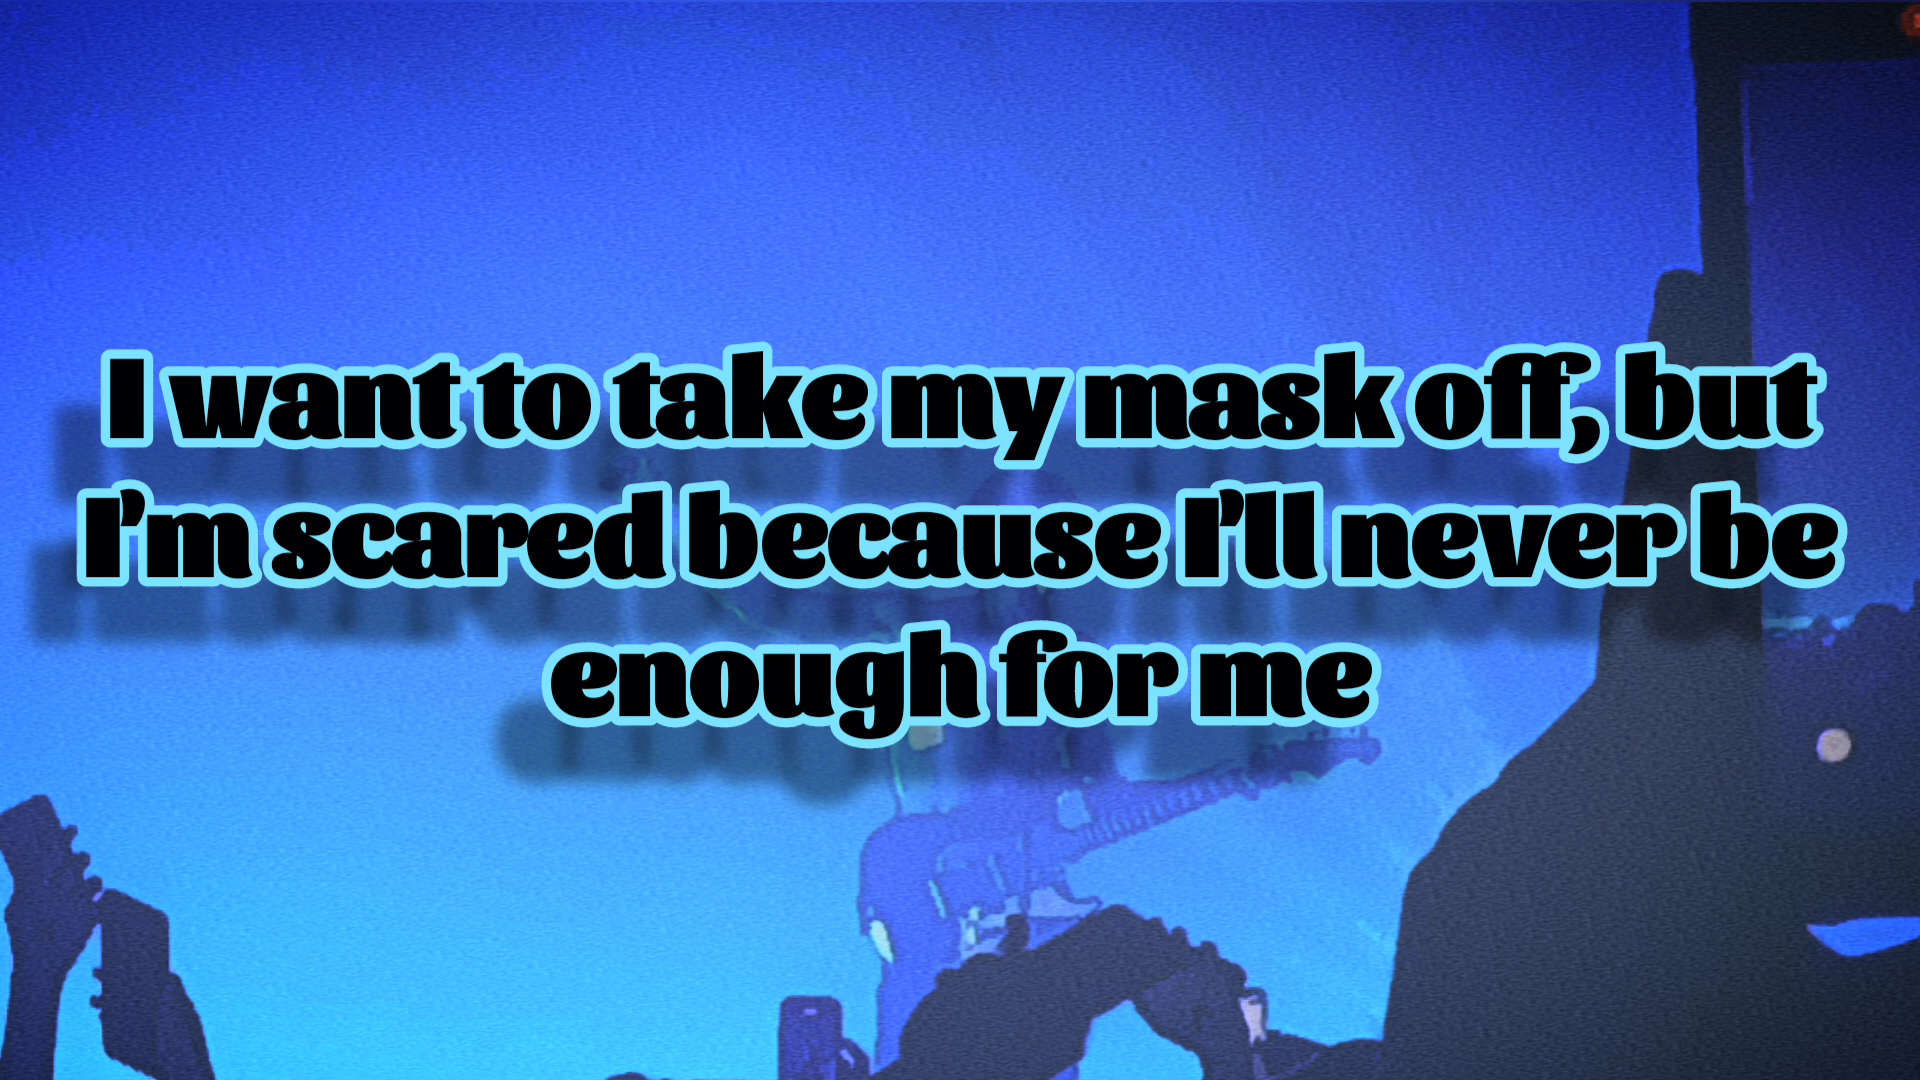 I want to take my mask off, but
I'm scared because I'll never be
enough for me